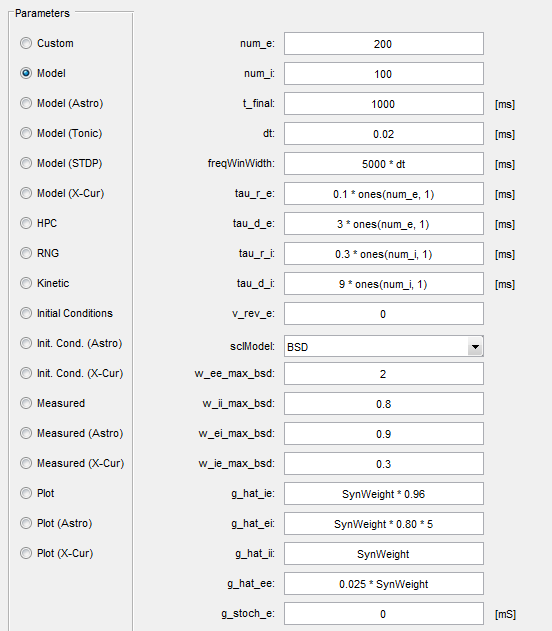 Parameters
Custom
num_e: 200
Model
num_i: 100
Model (Astro)
t_final: 1000 [ms]
Model (Tonic)
dt: 0.02 [ms]
Model (STDP)
freqWinWidth: 5000 * dt [ms]
Model (X-Cur)
tau_r_e: 0.1 * ones(num_e, 1) [ms]
HPC
tau_d_e: 3 * ones(num_e, 1) [ms]
RNG
tau_r_i: 0.3 * ones(num_i, 1) [ms]
Kinetic
tau_d_i: 9 * ones(num_i, 1) [ms]
Initial Conditions
v_rev_e: 0
Init. Cond. (Astro)
sclModel: BSD
Init. Cond. (X-Cur)
w_ee_max_bsd: 2
Measured
w_ii_max_bsd: 0.8
Measured (Astro)
w_ei_max_bsd: 0.9
Measured (X-Cur)
w_ie_max_bsd: 0.3
Plot
g_hat_ie: SynWeight * 0.96
Plot (Astro)
g_hat_ei: SynWeight * 0.80 * 5
Plot (X-Cur)
g_hat_ii: SynWeight
g_hat_ee: 0.025 * SynWeight
g_stoch_e: 0 [mS]